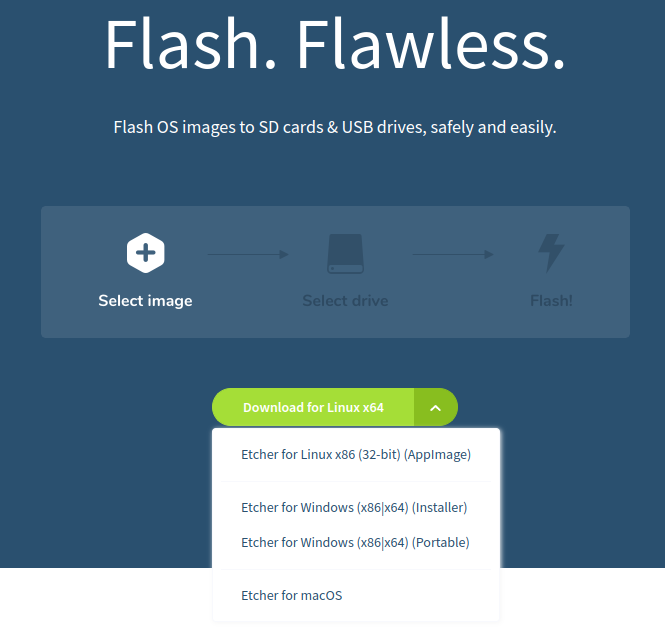 Flash. Flawless.
Flash OS images to SD cards & USB drives, safely and easily.
Select image
Select drive
Flash!
Download for Linux x64
Etcher for Linux x86 (32-bit) (AppImage)
Etcher for Windows (x86|x64) (Installer)
Etcher for Windows (x86|x64) (Portable)
Etcher for macOS